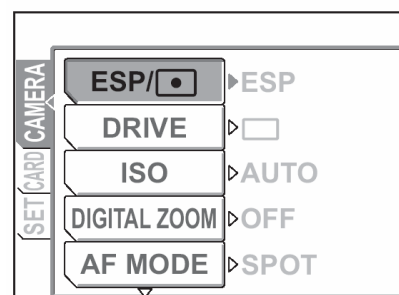 CAMERA
CARD
SET
ESP/ ESP
DRIVE
ISO AUTO
DIGITAL ZOOM OFF
AF MODE SPOT